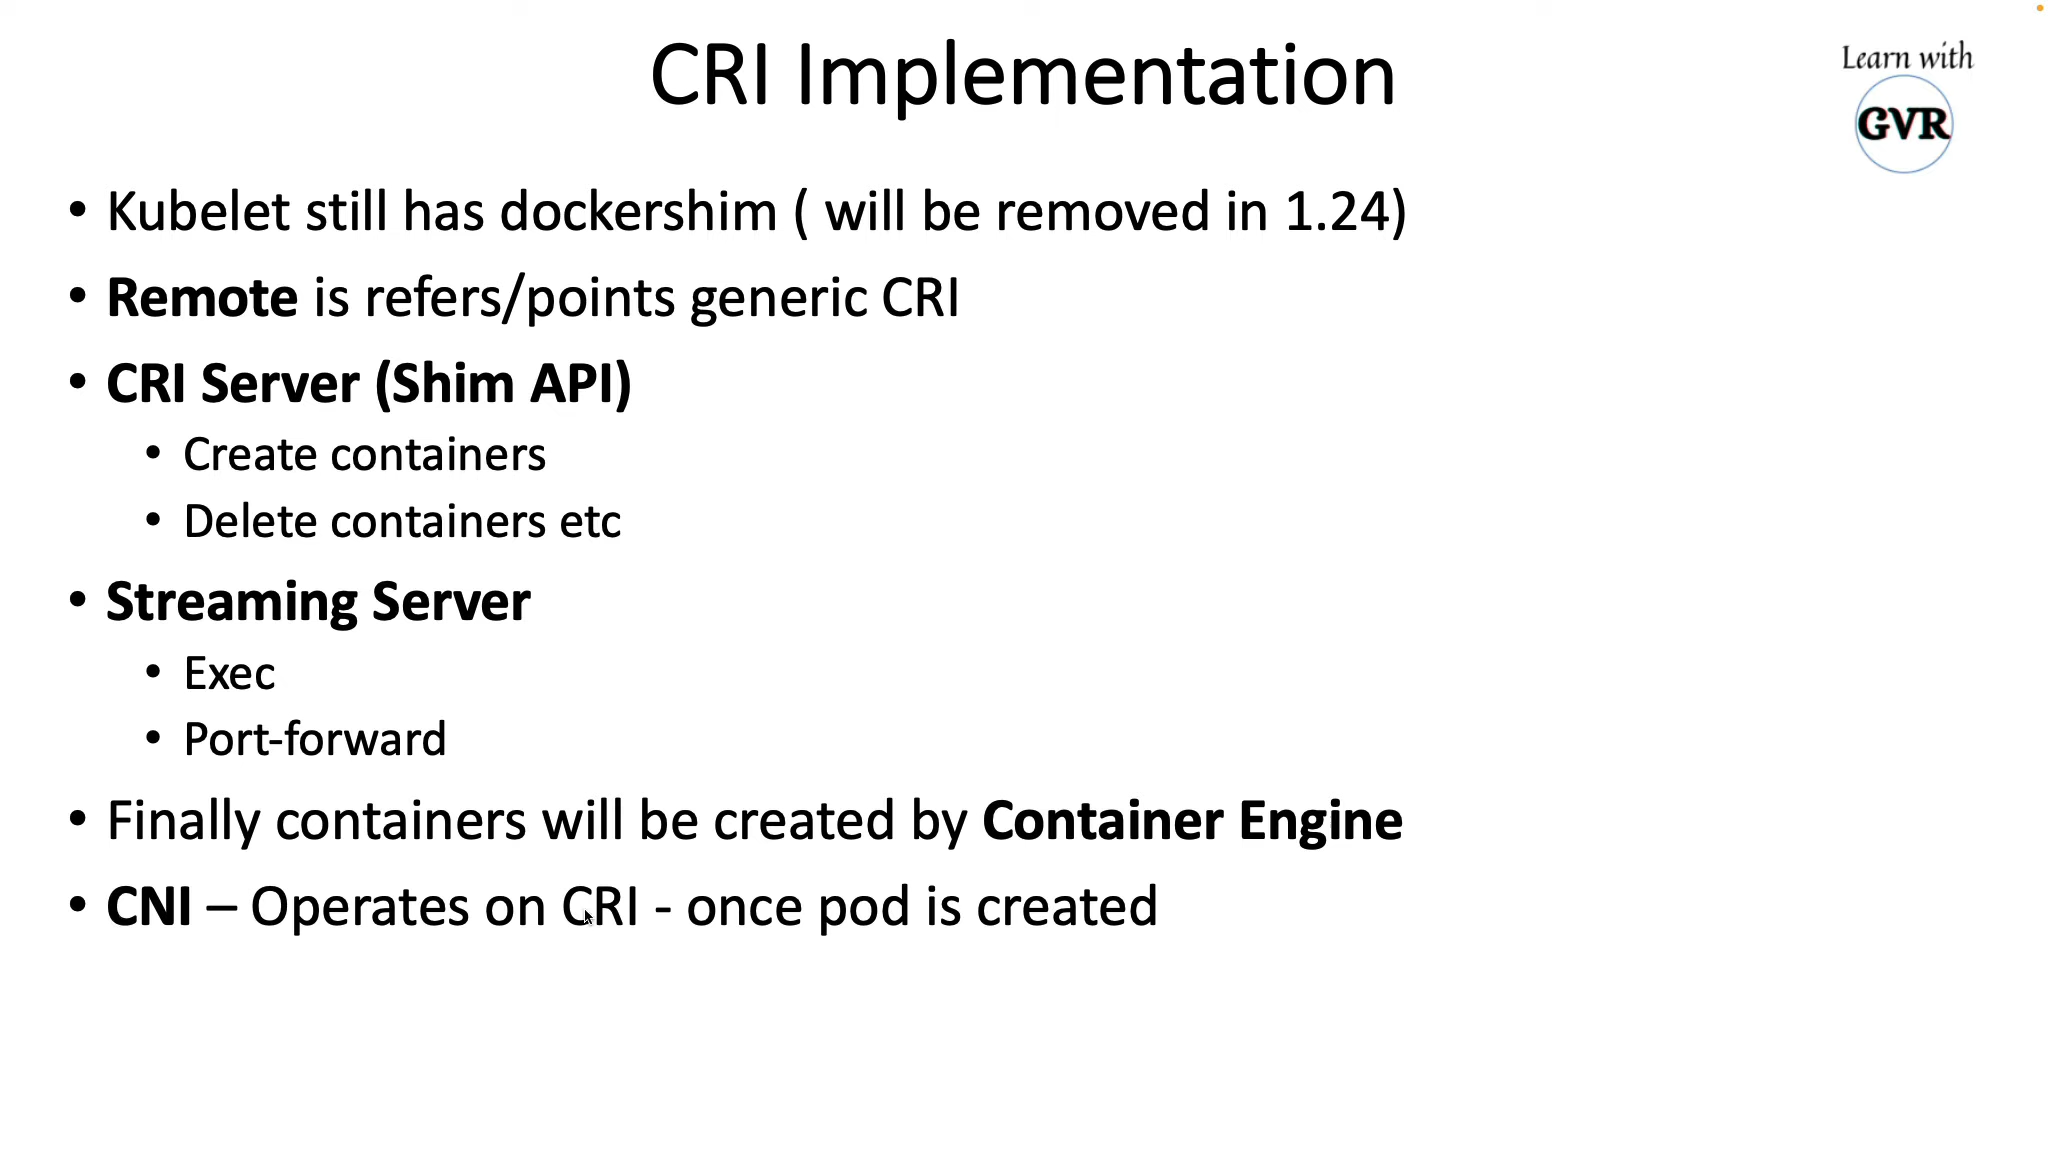 CRI Implementation
Learn with
GVR
• Kubelet still has dockershim ( will be removed in 1.24)
• Remote is refers/points generic CRI
• CRI Server (Shim API)
• Create containers
• Delete containers etc
• Streaming Server
• Exec
• Port-forward
• Finally containers will be created by Container Engine
• CNI – Operates on CRI - once pod is created